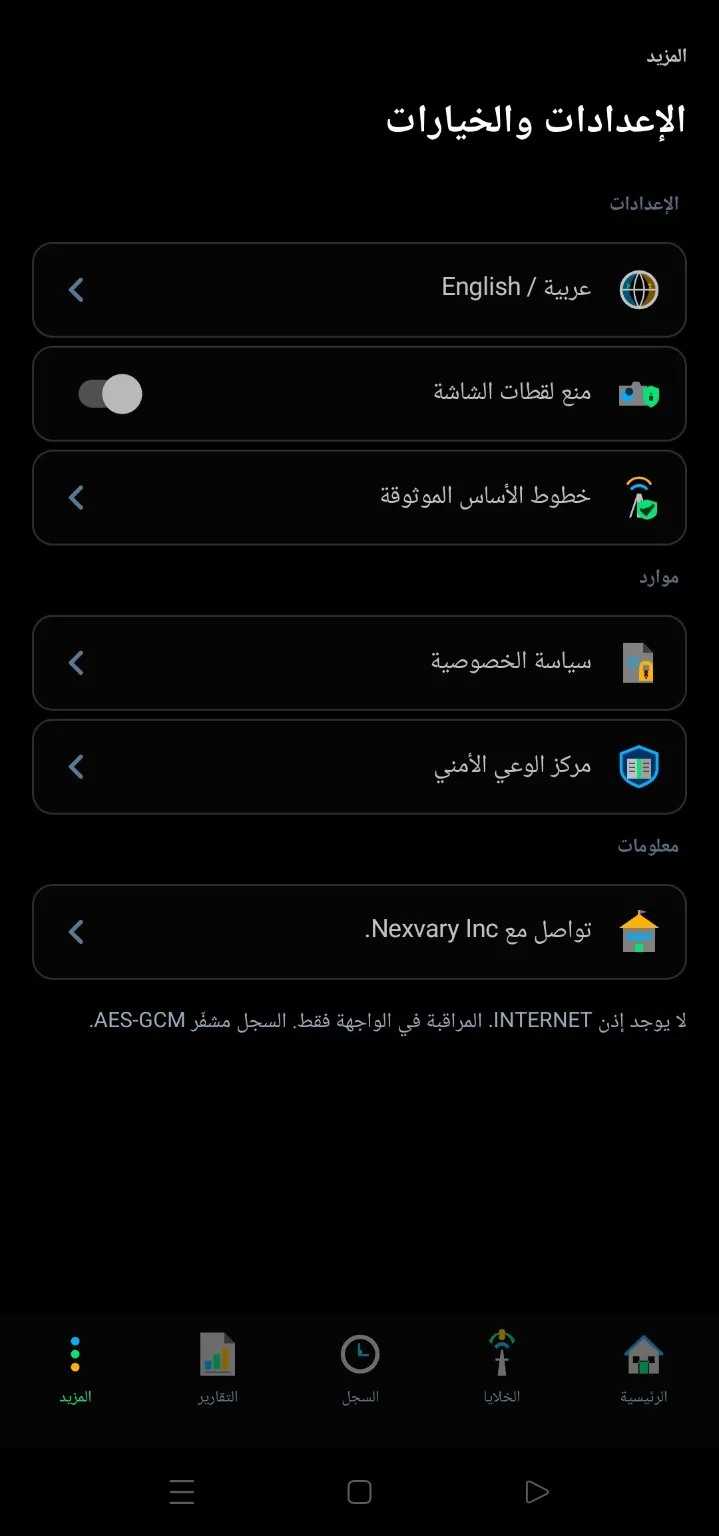 المزيد
الإعدادات والخيارات
الإعدادات
عربية / English
منع لقطات الشاشة
خطوط الأساس الموثوقة
موارد
سياسة الخصوصية
مركز الوعي الأمني
معلومات
تواصل مع Nexvary Inc.
لا يوجد إذن INTERNET. المراقبة في الواجهة فقط. السجل مشفّر AES-GCM.
الرئيسية
الخلايا
السجل
التقارير
المزيد